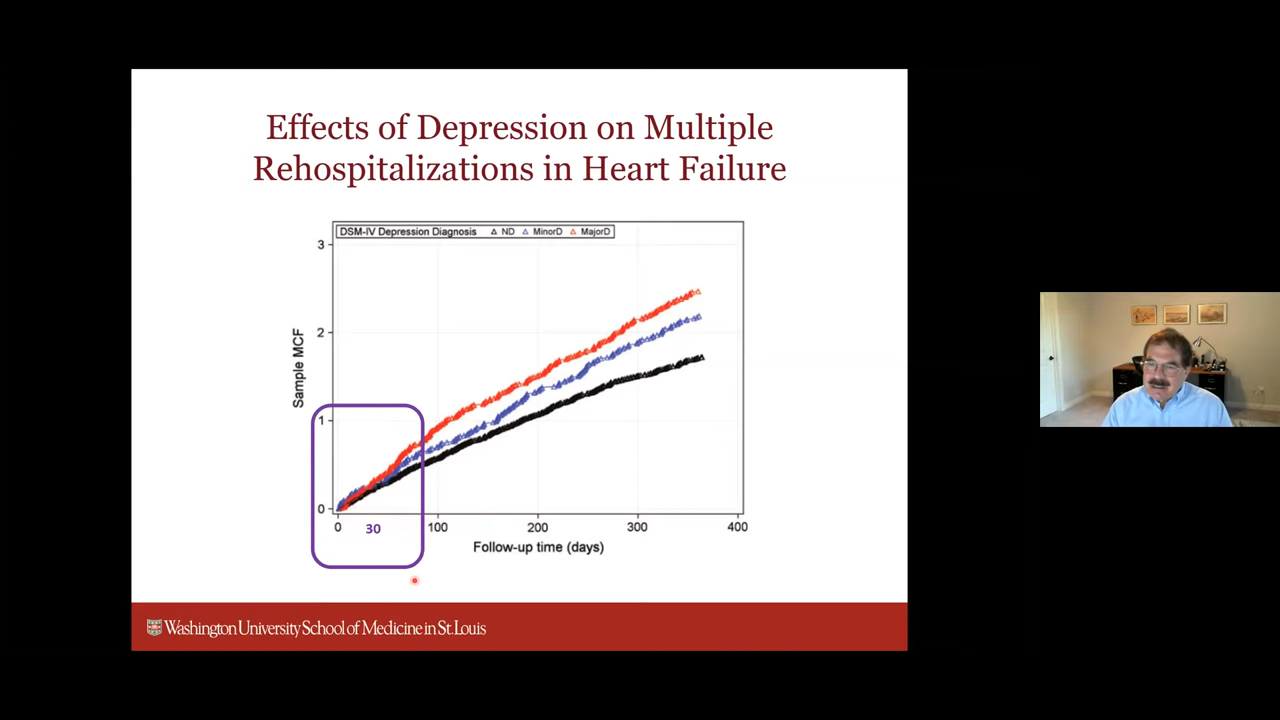 Effects of Depression on Multiple
Rehospitalizations in Heart Failure
DSM-IV Depression Diagnosis ND MinorD MajorD
3
2
1
0
Sample MCF
0 100 200 300 400
30
Follow-up time (days)
Washington University School of Medicine in St. Louis